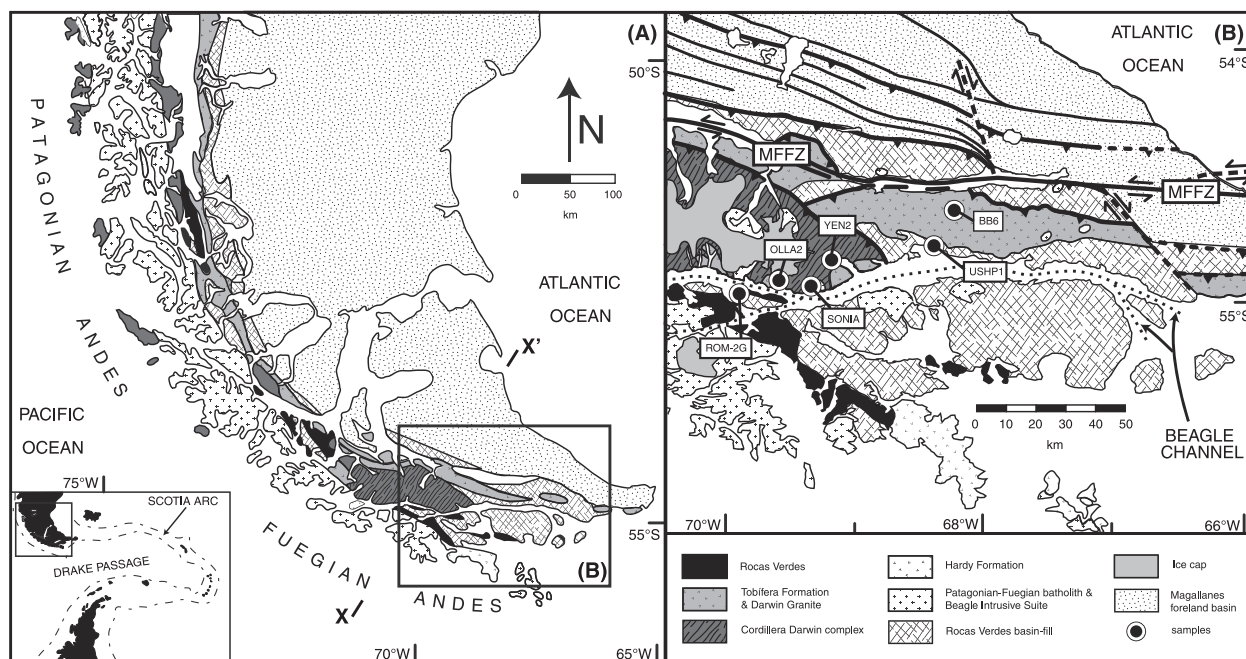 (A)
50°S
N
0 50 100
km
PATAGONIAN
ANDES
ATLANTIC
OCEAN
X'
PACIFIC
OCEAN
75°W
SCOTIA ARC
DRAKE PASSAGE
FUEGIAN
ANDES
X
(B)
55°S
70°W
65°W
ATLANTIC
OCEAN
(B)
54°S
MFFZ
MFFZ
BB6
YEN2
OLLA2
USHP1
SONIA
ROM-2G
55°S
0 10 20 30 40 50
km
BEAGLE
CHANNEL
70°W
68°W
66°W
Rocas Verdes
Tobífera Formation
& Darwin Granite
Cordillera Darwin complex
Hardy Formation
Patagonian-Fuegian batholith &
Beagle Intrusive Suite
Rocas Verdes basin-fill
Ice cap
Magallanes
foreland basin
samples